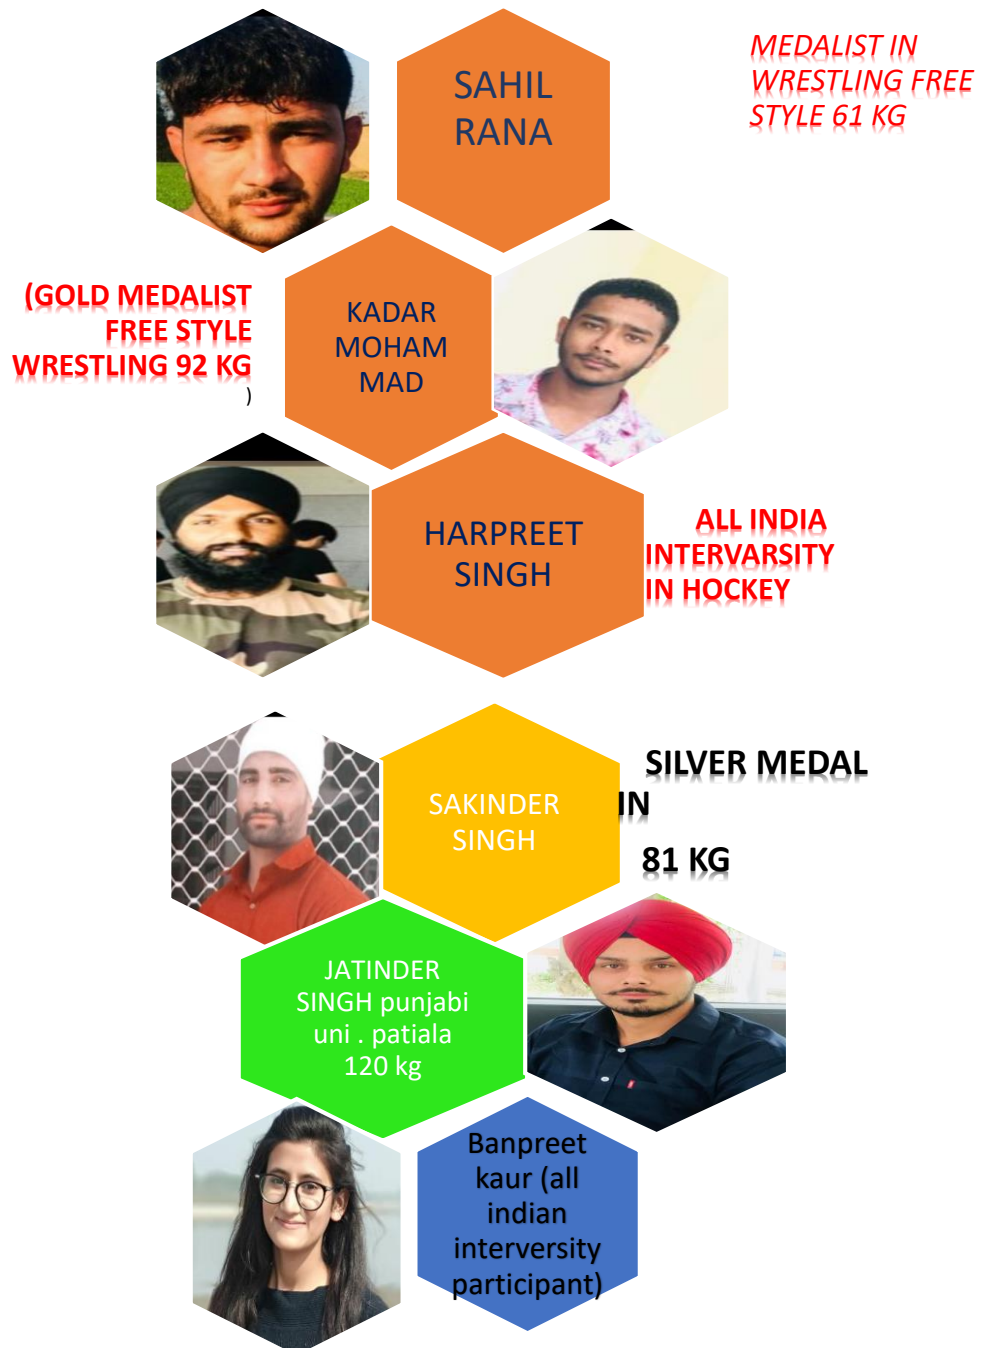 SAHIL
RANA
MEDALIST IN
WRESTLING FREE
STYLE 61 KG
(GOLD MEDALIST
FREE STYLE
WRESTLING 92 KG
)
KADAR
MOHAM
MAD
HARPREET
SINGH
ALL INDIA
INTERVARSITY
IN HOCKEY
SAKINDER
SINGH
SILVER MEDAL
IN
81 KG
JATINDER
SINGH punjabi
uni . patiala
120 kg
Banpreet
kaur (all
indian
interversity
participant)